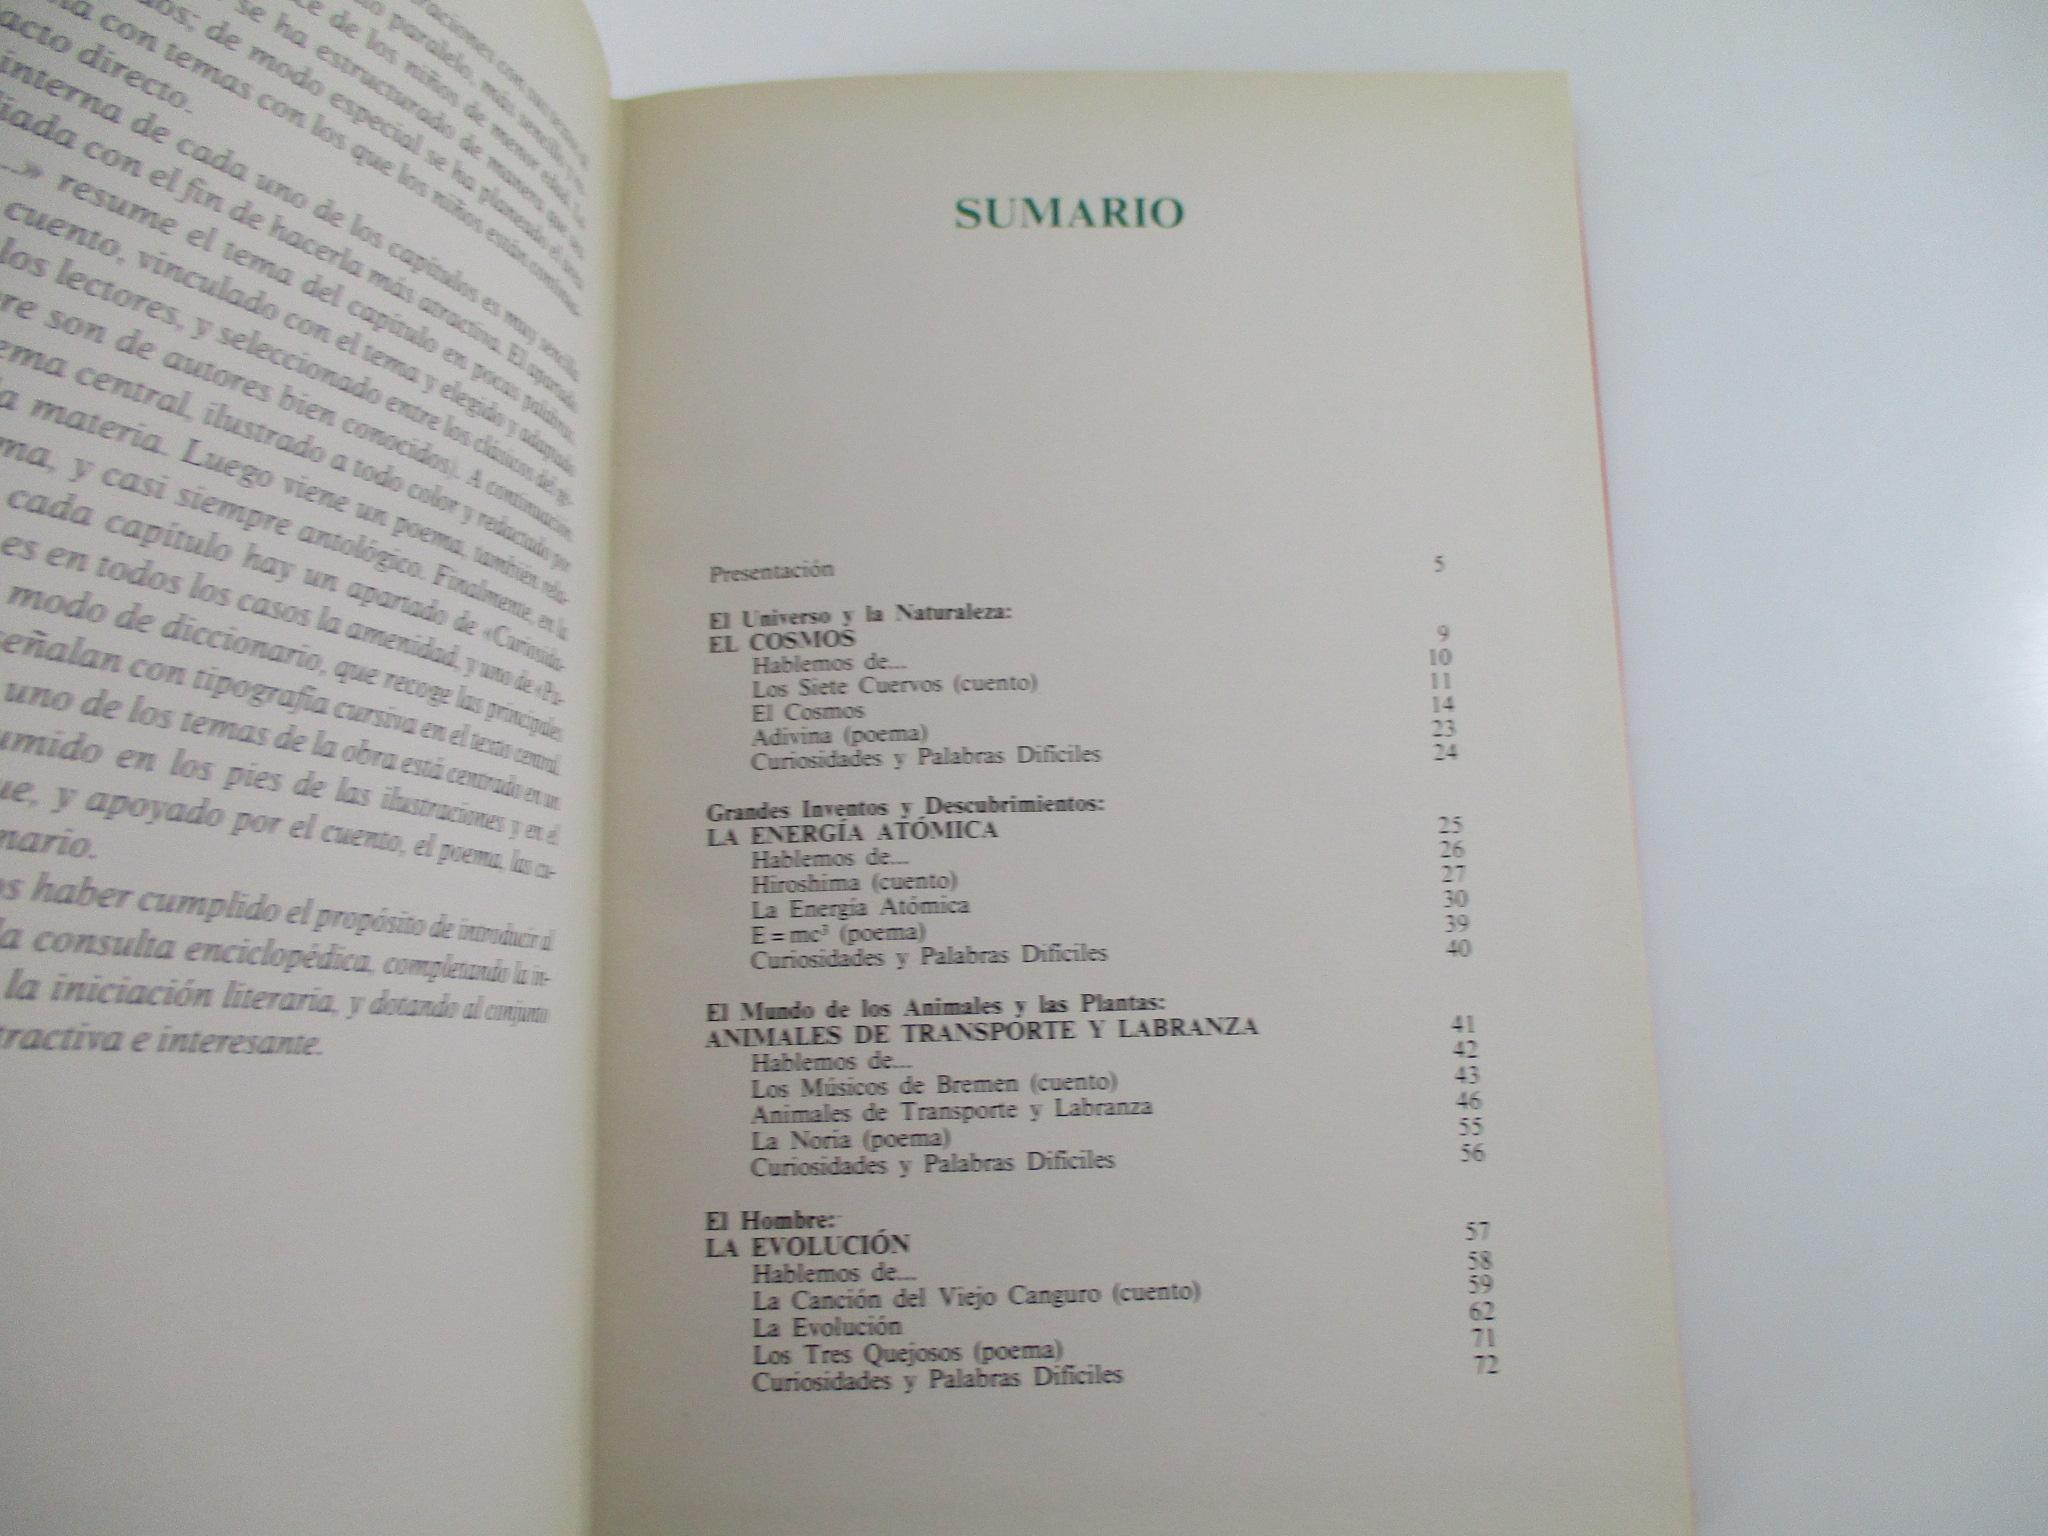 acto directo.
interna de cada uno de los capítulos es muy sencilla
con el fin de hacerla más atractiva. El apartado
resume el tema del capítulo en pocas palabras.
cuento, vinculado con el tema y elegido y adaptado
los lectores, y seleccionado entre los clásicos del
son de autores bien conocidos). A continuación
central, ilustrado a todo color y redactado por
materia. Luego viene un poema, también rela-
y casi siempre antológico. Finalmente, en la
cada capítulo hay un apartado de «Curiosida-
es en todos los casos la amenidad, y uno de «Pa-
modo de diccionario, que recoge las principales
señalan con tipografía cursiva en el texto central.
uno de los temas de la obra está centrado en un
en los pies de las ilustraciones y en el
y apoyado por el cuento, el poema, las cu-
haber cumplido el propósito de introducir al
la consulta enciclopédica, completando la in-
la iniciación literaria, y dotando al conjunto
e interesante.
SUMARIO
Presentación 5
El Universo y la Naturaleza:
EL COSMOS 9
Hablemos de... 10
Los Siete Cuervos (cuento) 11
El Cosmos 14
Adivina (poema) 23
Curiosidades y Palabras Difíciles 24
Grandes Inventos y Descubrimientos:
LA ENERGÍA ATÓMICA 25
Hablemos de... 26
Hiroshima (cuento) 27
La Energía Atómica 30
E=mc³ (poema) 39
Curiosidades y Palabras Difíciles 40
El Mundo de los Animales y las Plantas:
ANIMALES DE TRANSPORTE Y LABRANZA 41
Hablemos de... 42
Los Músicos de Bremen (cuento) 43
Animales de Transporte y Labranza 46
La Noria (poema) 55
Curiosidades y Palabras Difíciles 56
El Hombre:
LA EVOLUCIÓN 57
Hablemos de... 58
La Canción del Viejo Canguro (cuento) 59
La Evolución 62
Los Tres Quejosos (poema) 71
Curiosidades y Palabras Difíciles 72